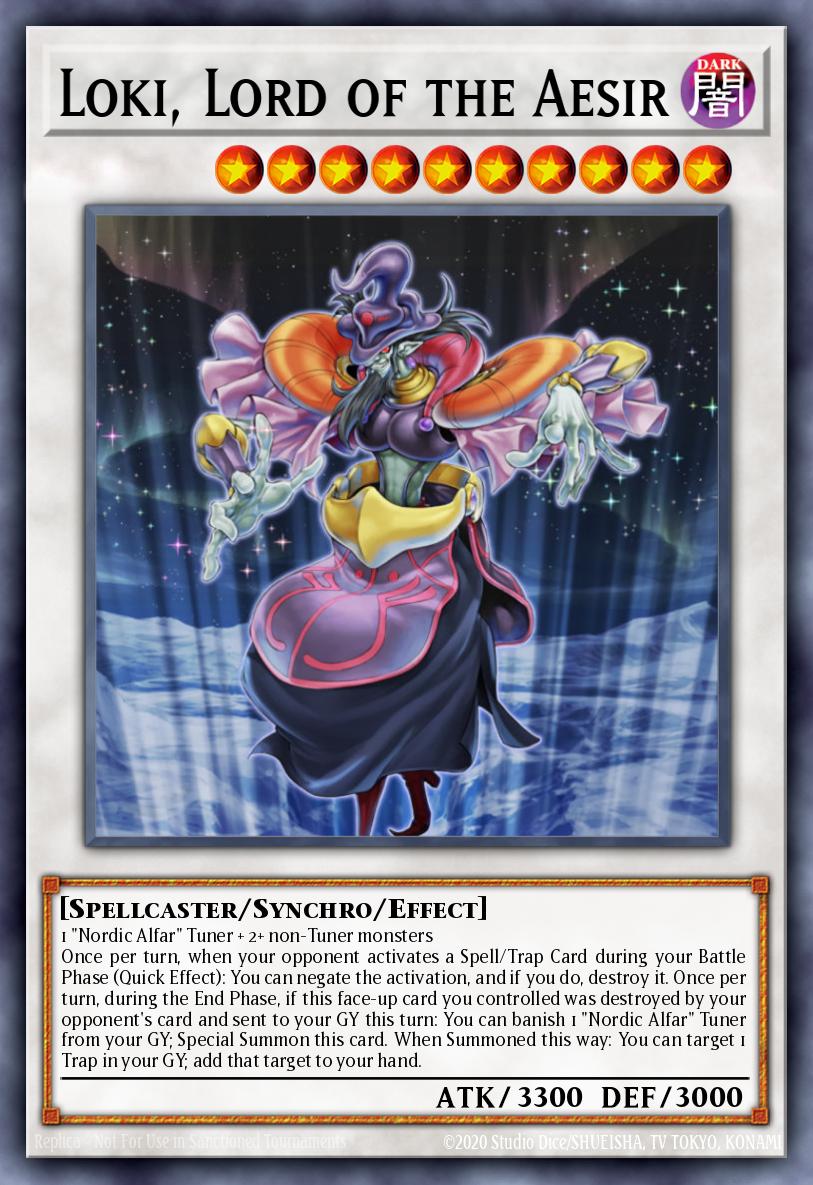 Loki, Lord of the Aesir
DARK
闇
[Spellcaster/Synchro/Effect]
1 "Nordic Alfar" Tuner + 2+ non-Tuner monsters
Once per turn, when your opponent activates a Spell/Trap Card during your Battle
Phase (Quick Effect): You can negate the activation, and if you do, destroy it. Once per
turn, during the End Phase, if this face-up card you controlled was destroyed by your
opponent's card and sent to your GY this turn: You can banish 1 "Nordic Alfar" Tuner
from your GY; Special Summon this card. When Summoned this way: You can target 1
Trap in your GY; add that target to your hand.
ATK/3300 DEF/3000
Replica - Not For Use in Sanctioned Tournaments
©2020 Studio Dice/SHUEISHA, TV TOKYO, KONAMI